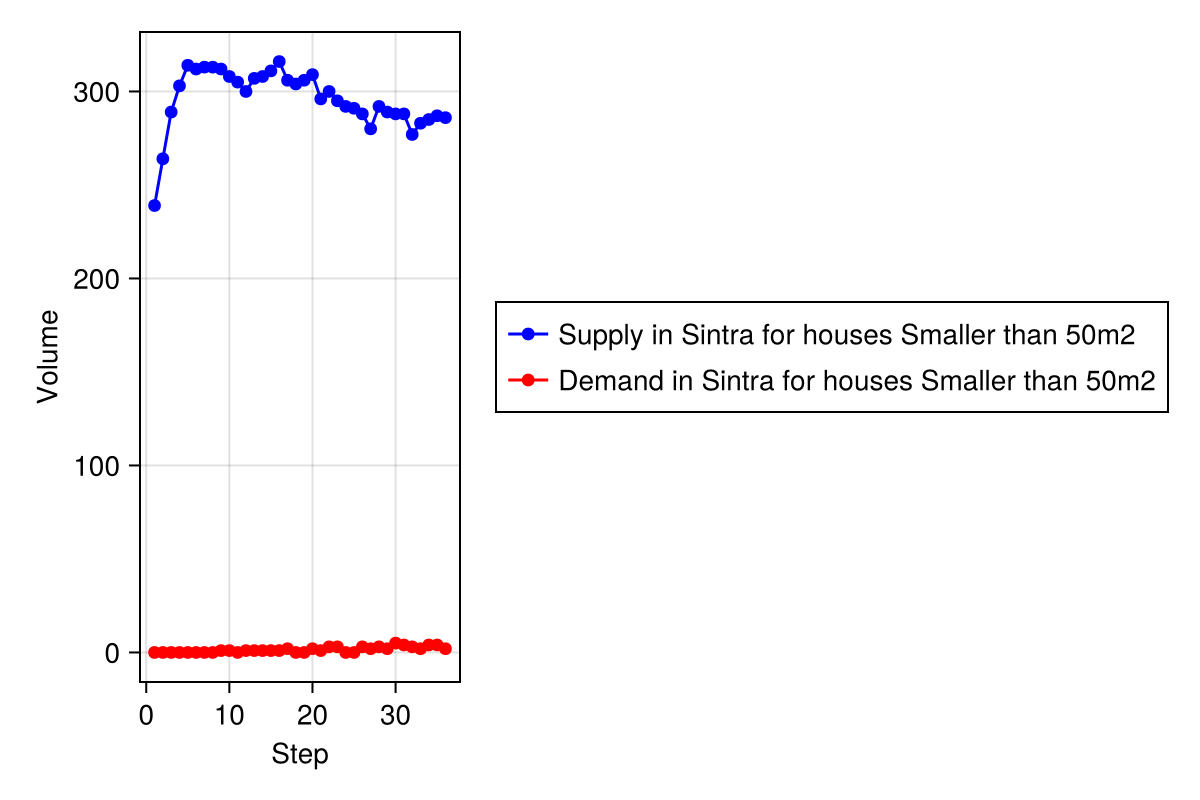 300
200
100
0
Volume
0 10 20 30
Step
Supply in Sintra for houses Smaller than 50m2
Demand in Sintra for houses Smaller than 50m2